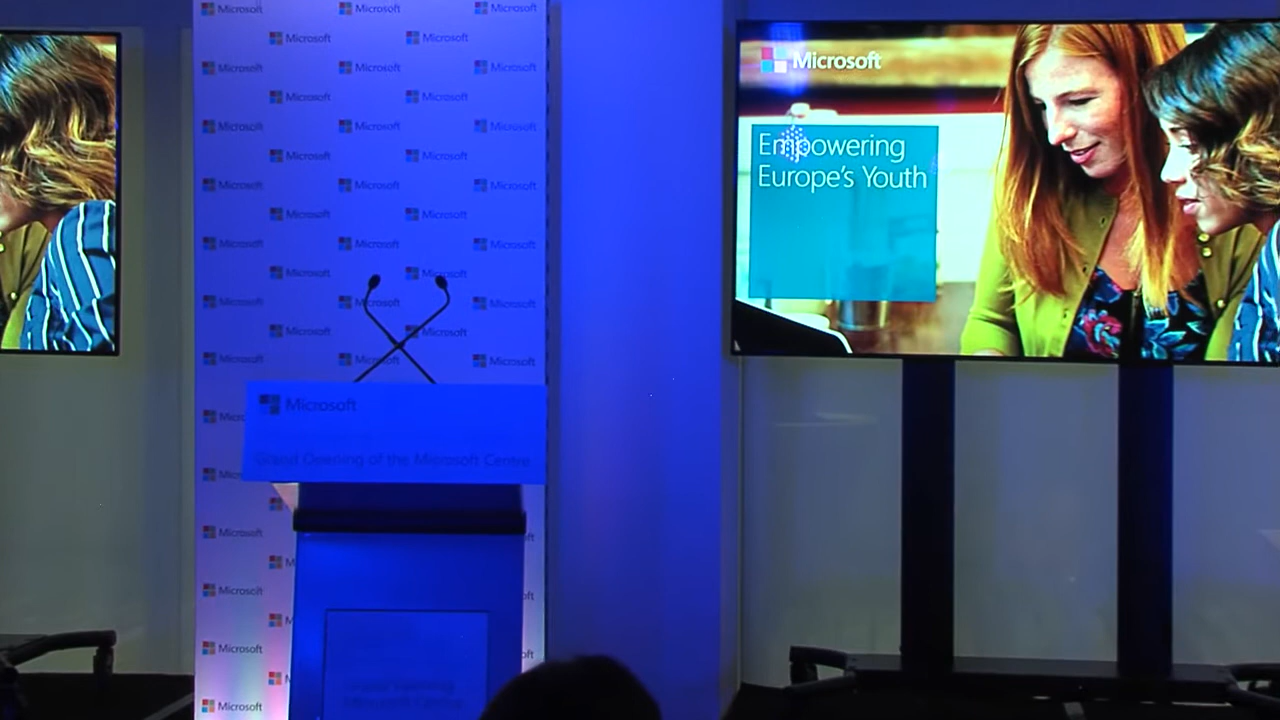 Microsoft
Empowering
Europe's Youth
Microsoft
Grand Opening of the Microsoft Centre